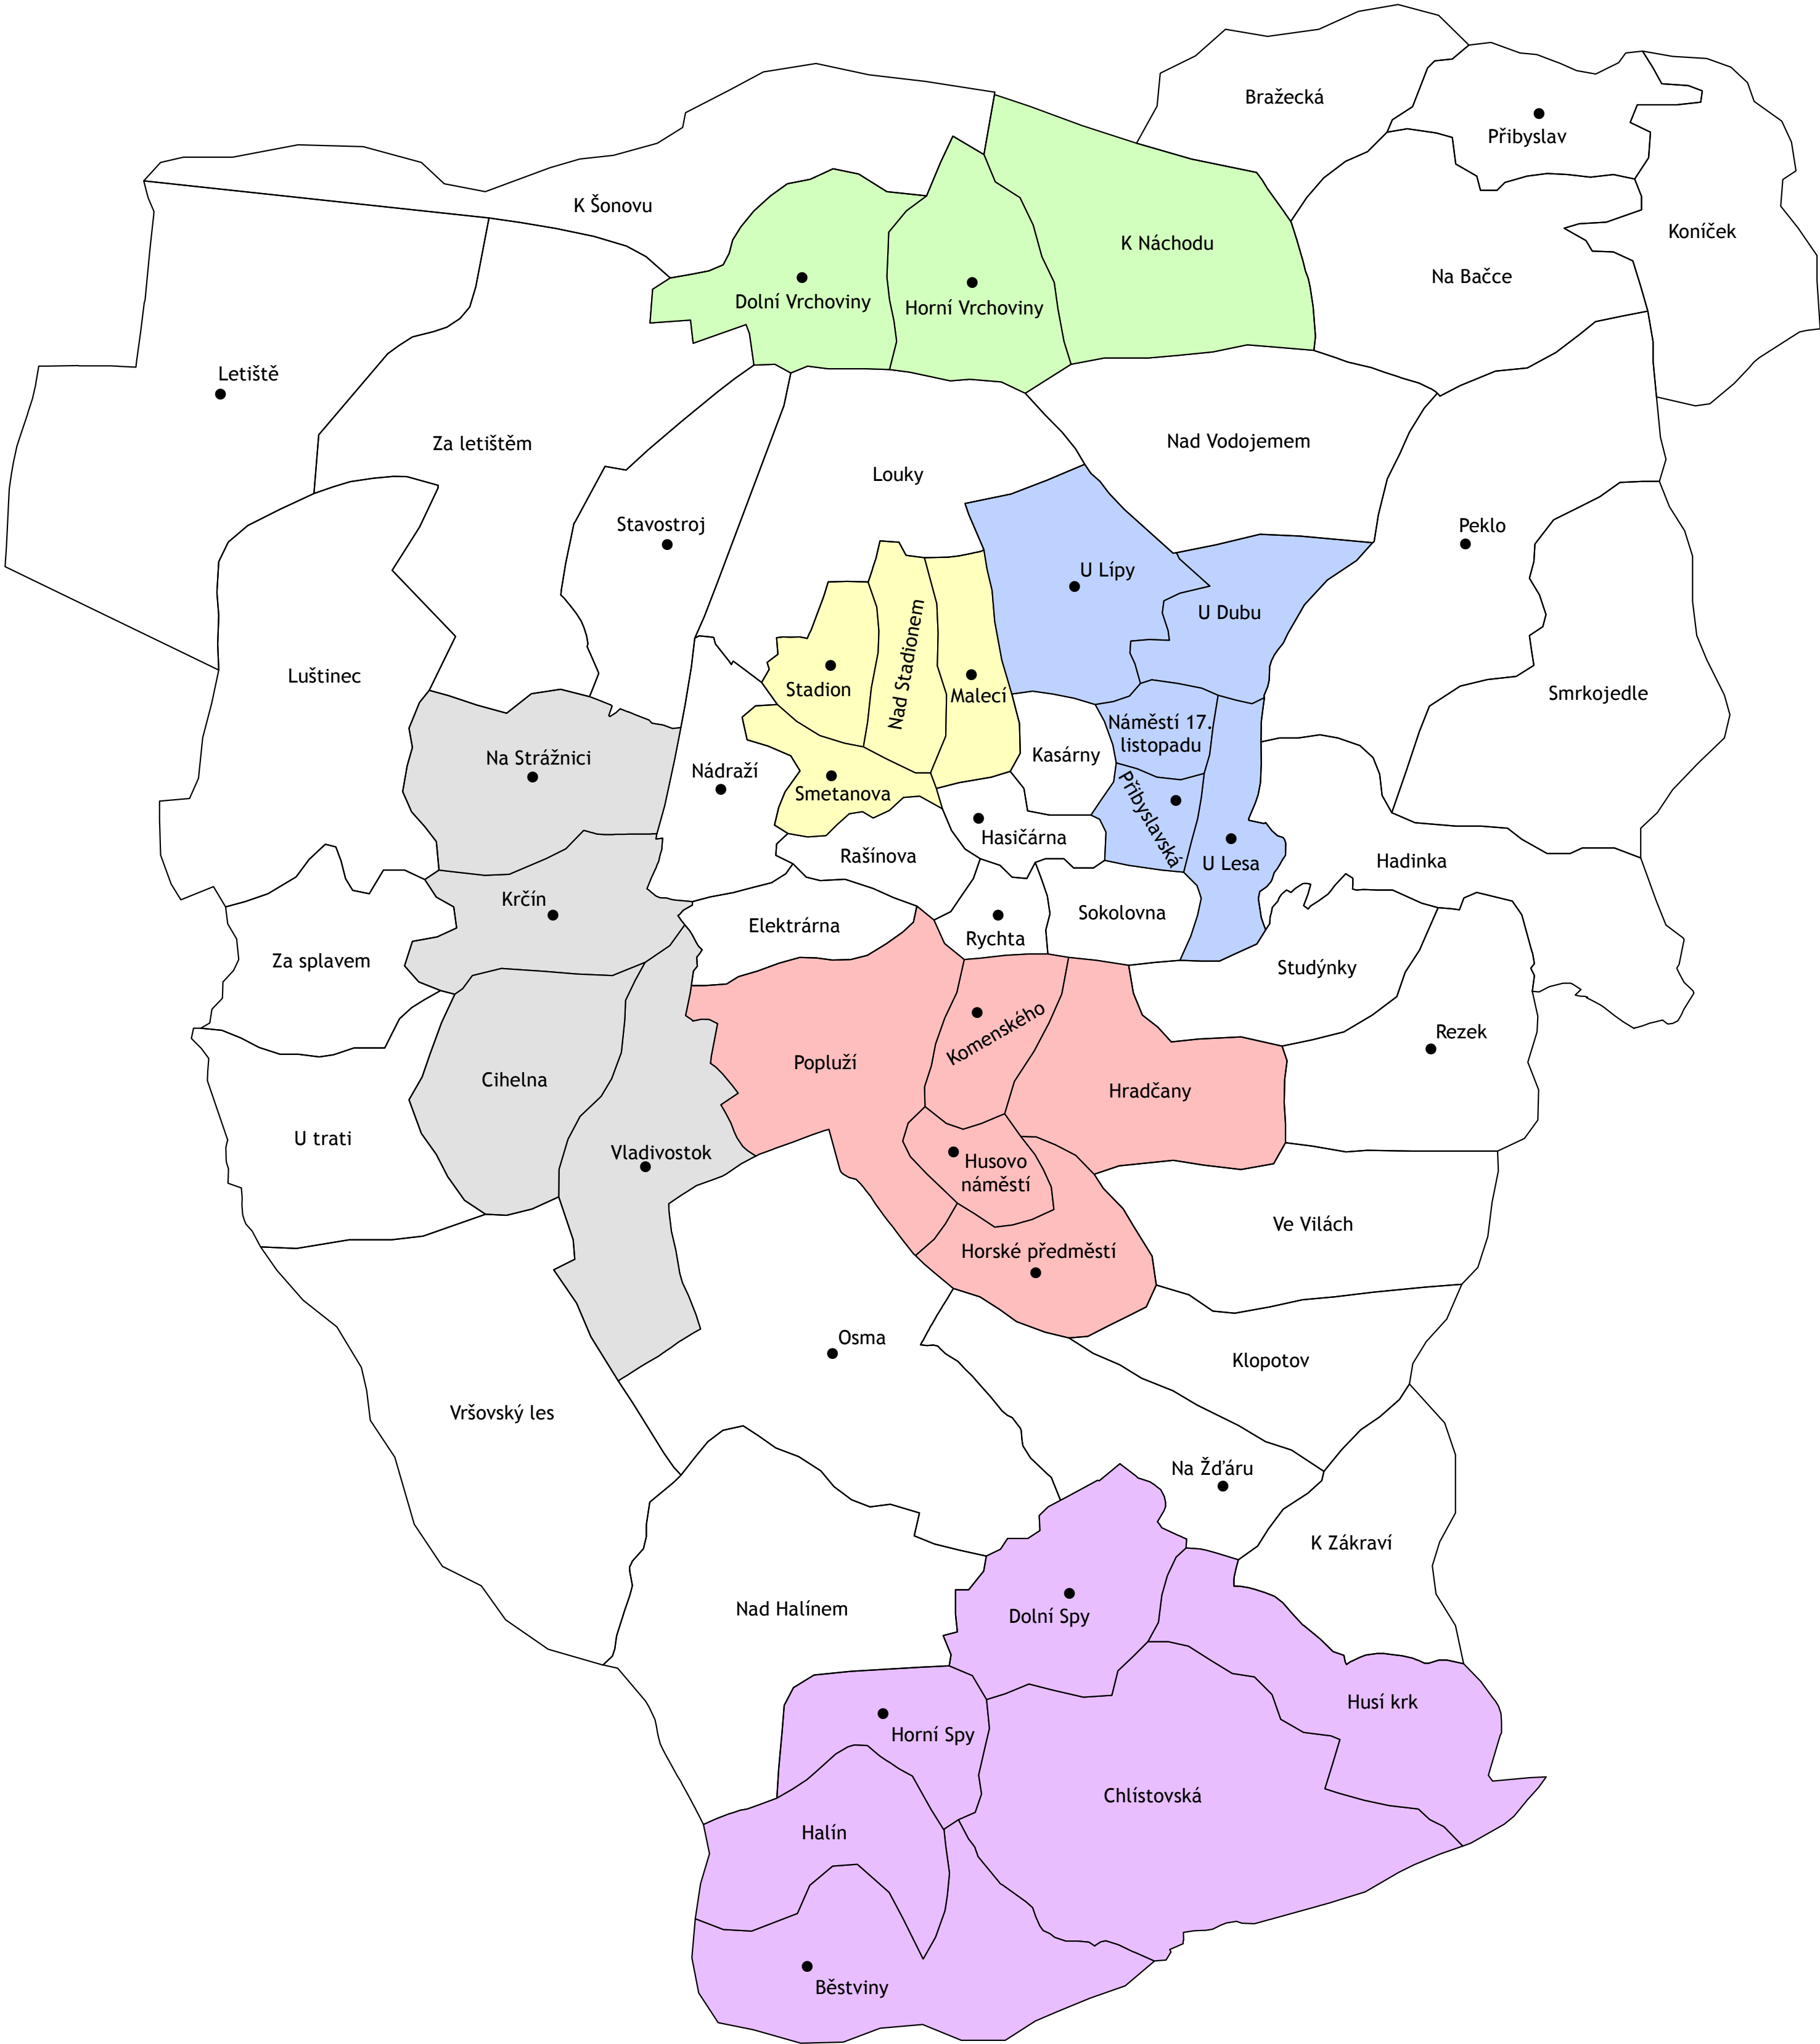 Bražecká
Přibyslav
K Šonovu
Koníček
K Náchodu
Na Bačce
Dolní Vrchoviny
Horní Vrchoviny
Letiště
Za letištěm
Nad Vodojemem
Louky
Stavostroj
Peklo
U Lípy
U Dubu
Luštinec
Stadion
Nad Stadionem
Malecí
Smrkojedle
Náměstí 17.
listopadu
Na Strážnici
Kasárny
Nádraží
Smetanova
Přibyslavská
Hasičárna
Rašínova
U Lesa
Hadinka
Krčín
Elektrárna
Rychta
Sokolovna
Za splavem
Studýnky
Komenského
Rezek
Popluží
Cihelna
Hradčany
U trati
Vladivostok
Husovo
náměstí
Ve Vilách
Horské předměstí
Osma
Klopotov
Vršovský les
Na Žďáru
K Zákraví
Nad Halínem
Dolní Spy
Husí krk
Horní Spy
Chlístovská
Halín
Běstviny